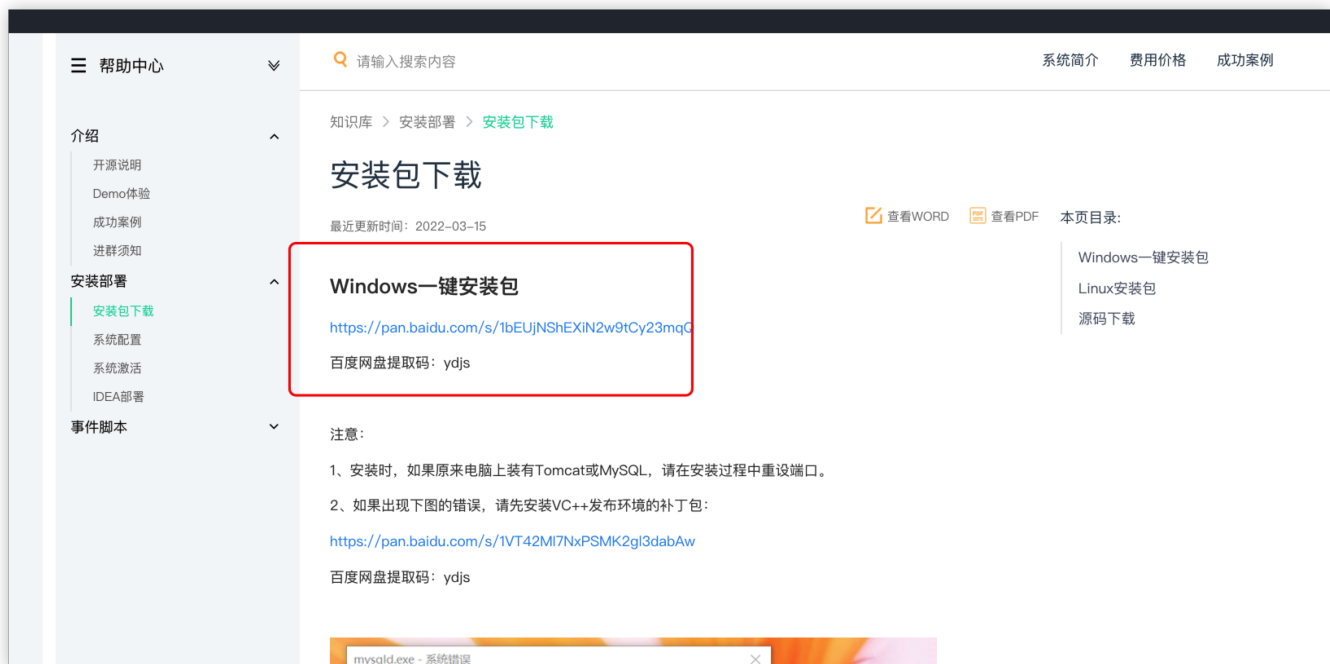 帮助中心
请输入搜索内容
系统简介 费用价格 成功案例
介绍
开源说明
Demo体验
成功案例
进群须知
安装部署
安装包下载
系统配置
系统激活
IDEA部署
事件脚本
知识库 > 安装部署 > 安装包下载
安装包下载
最近更新时间：2022-03-15
查看WORD 查看PDF
Windows一键安装包
https://pan.baidu.com/s/1bEUjNShEXiN2w9tCy23mqQ
百度网盘提取码：ydjs
注意：
1、安装时，如果原来电脑上装有Tomcat或MySQL，请在安装过程中重设端口。
2、如果出现下图的错误，请先安装VC++发布环境的补丁包：
https://pan.baidu.com/s/1VT42Ml7NxPSMK2gl3dabAw
百度网盘提取码：ydjs
mysqld.exe - 系统错误
本页目录:
Windows一键安装包
Linux安装包
源码下载